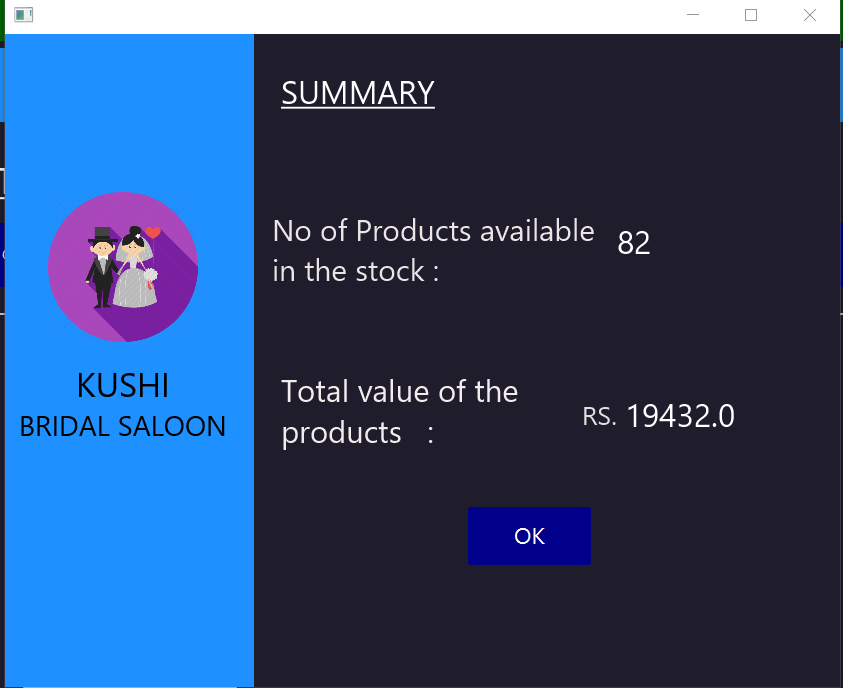 KUSHI
BRIDAL SALOON
SUMMARY
No of Products available
in the stock :
82
Total value of the
products :
RS. 19432.0
OK